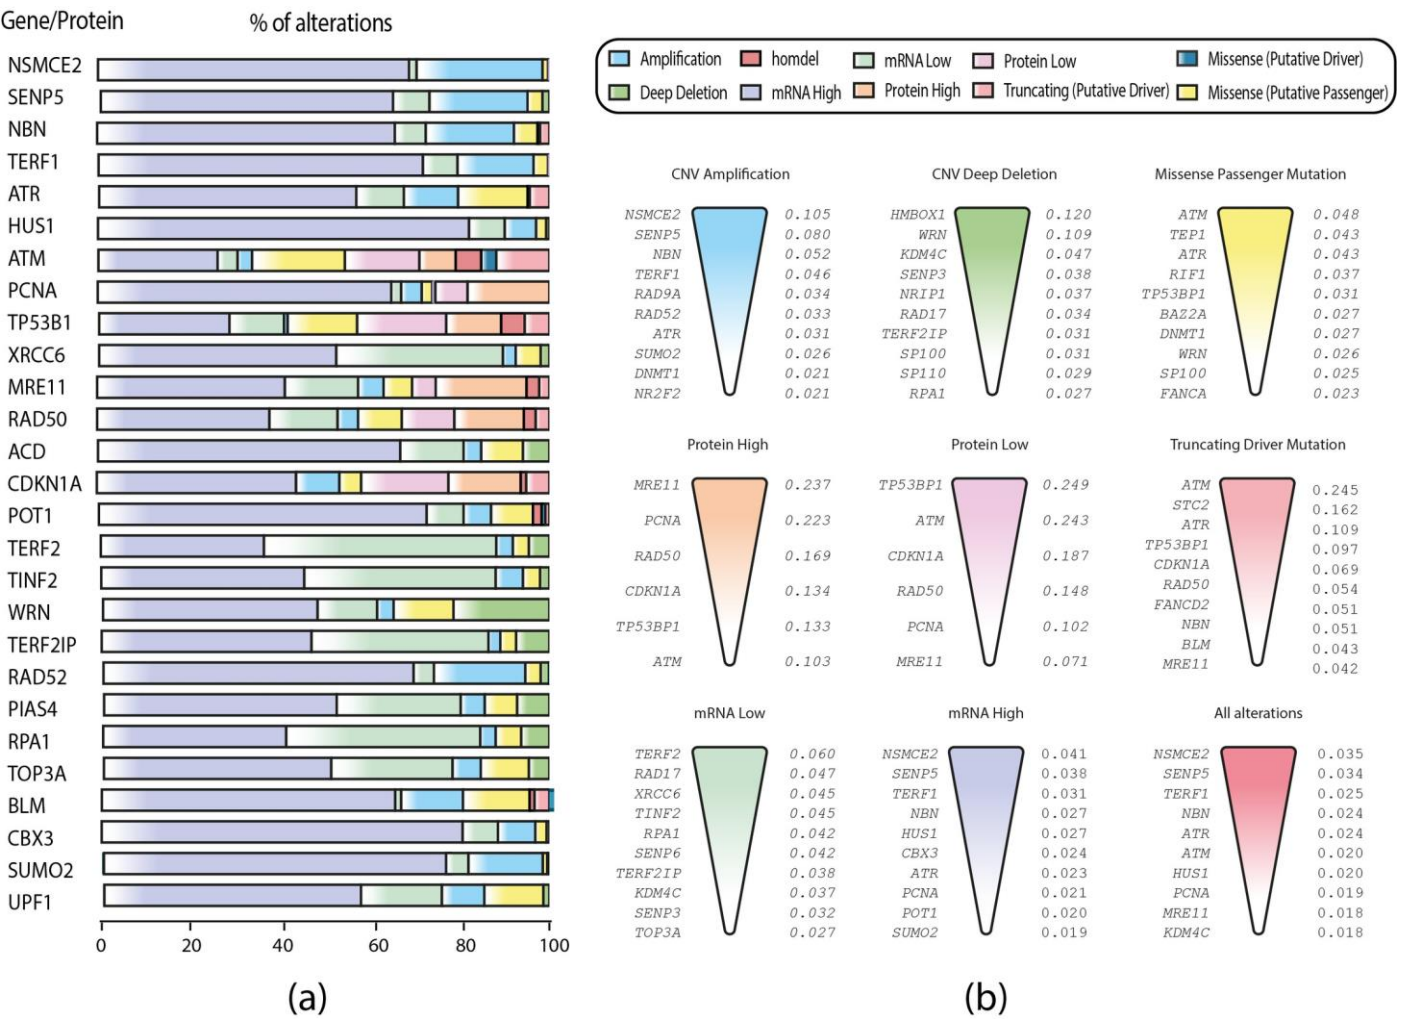 Gene/Protein % of alterations
NSMCE2
SENP5
NBN
TERF1
ATR
HUS1
ATM
PCNA
TP53B1
XRCC6
MRE11
RAD50
ACD
CDKN1A
POT1
TERF2
TINF2
WRN
TERF2IP
RAD52
PIAS4
RPA1
TOP3A
BLM
CBX3
SUMO2
UPF1
0 20 40 60 80 100
(a)
Amplification homdel mRNA Low Protein Low Missense (Putative Driver)
Deep Deletion mRNA High Protein High Truncating (Putative Driver) Missense (Putative Passenger)
CNV Amplification
NSMCE2 0.105
SENP5 0.080
NBN 0.052
TERF1 0.046
RAD9A 0.034
RAD52 0.033
ATR 0.031
SUMO2 0.026
DNMT1 0.021
NR2F2 0.021
CNV Deep Deletion
HMBOX1 0.120
WRN 0.109
KDM4C 0.047
SENP3 0.038
NRIP1 0.037
RAD17 0.034
TERF2IP 0.031
SP100 0.031
SP110 0.029
RPA1 0.027
Missense Passenger Mutation
ATM 0.048
TEP1 0.043
ATR 0.043
RIF1 0.037
TP53BP1 0.031
BAZ2A 0.027
DNMT1 0.027
WRN 0.026
SP100 0.025
FANCA 0.023
Protein High
MRE11 0.237
PCNA 0.223
RAD50 0.169
CDKN1A 0.134
TP53BP1 0.133
ATM 0.103
Protein Low
TP53BP1 0.249
ATM 0.243
CDKN1A 0.187
RAD50 0.148
PCNA 0.102
MRE11 0.071
Truncating Driver Mutation
ATM 0.245
STC2 0.162
ATR 0.109
TP53BP1 0.097
CDKN1A 0.069
RAD50 0.054
FANCD2 0.051
NBN 0.051
BLM 0.043
MRE11 0.042
mRNA Low
TERF2 0.060
RAD17 0.047
XRCC6 0.045
TINF2 0.045
RPA1 0.042
SENP6 0.042
TERF2IP 0.038
KDM4C 0.037
SENP3 0.032
TOP3A 0.027
mRNA High
NSMCE2 0.041
SENP5 0.038
TERF1 0.031
NBN 0.027
HUS1 0.027
CBX3 0.024
ATR 0.023
PCNA 0.021
POT1 0.020
SUMO2 0.019
All alterations
NSMCE2 0.035
SENP5 0.034
TERF1 0.025
NBN 0.024
ATR 0.024
ATM 0.020
HUS1 0.020
PCNA 0.019
MRE11 0.018
KDM4C 0.018
(b)